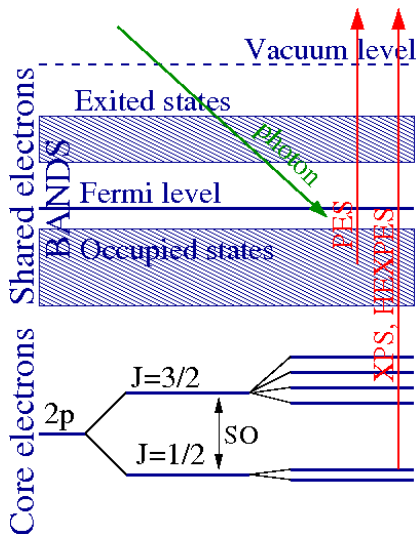 Vacuum level
Exited states
photon
Shared electrons
BANDS
Fermi level
PES
Occupied states
XPS, HEXPES
Core electrons
J=3/2
2p
SO
J=1/2